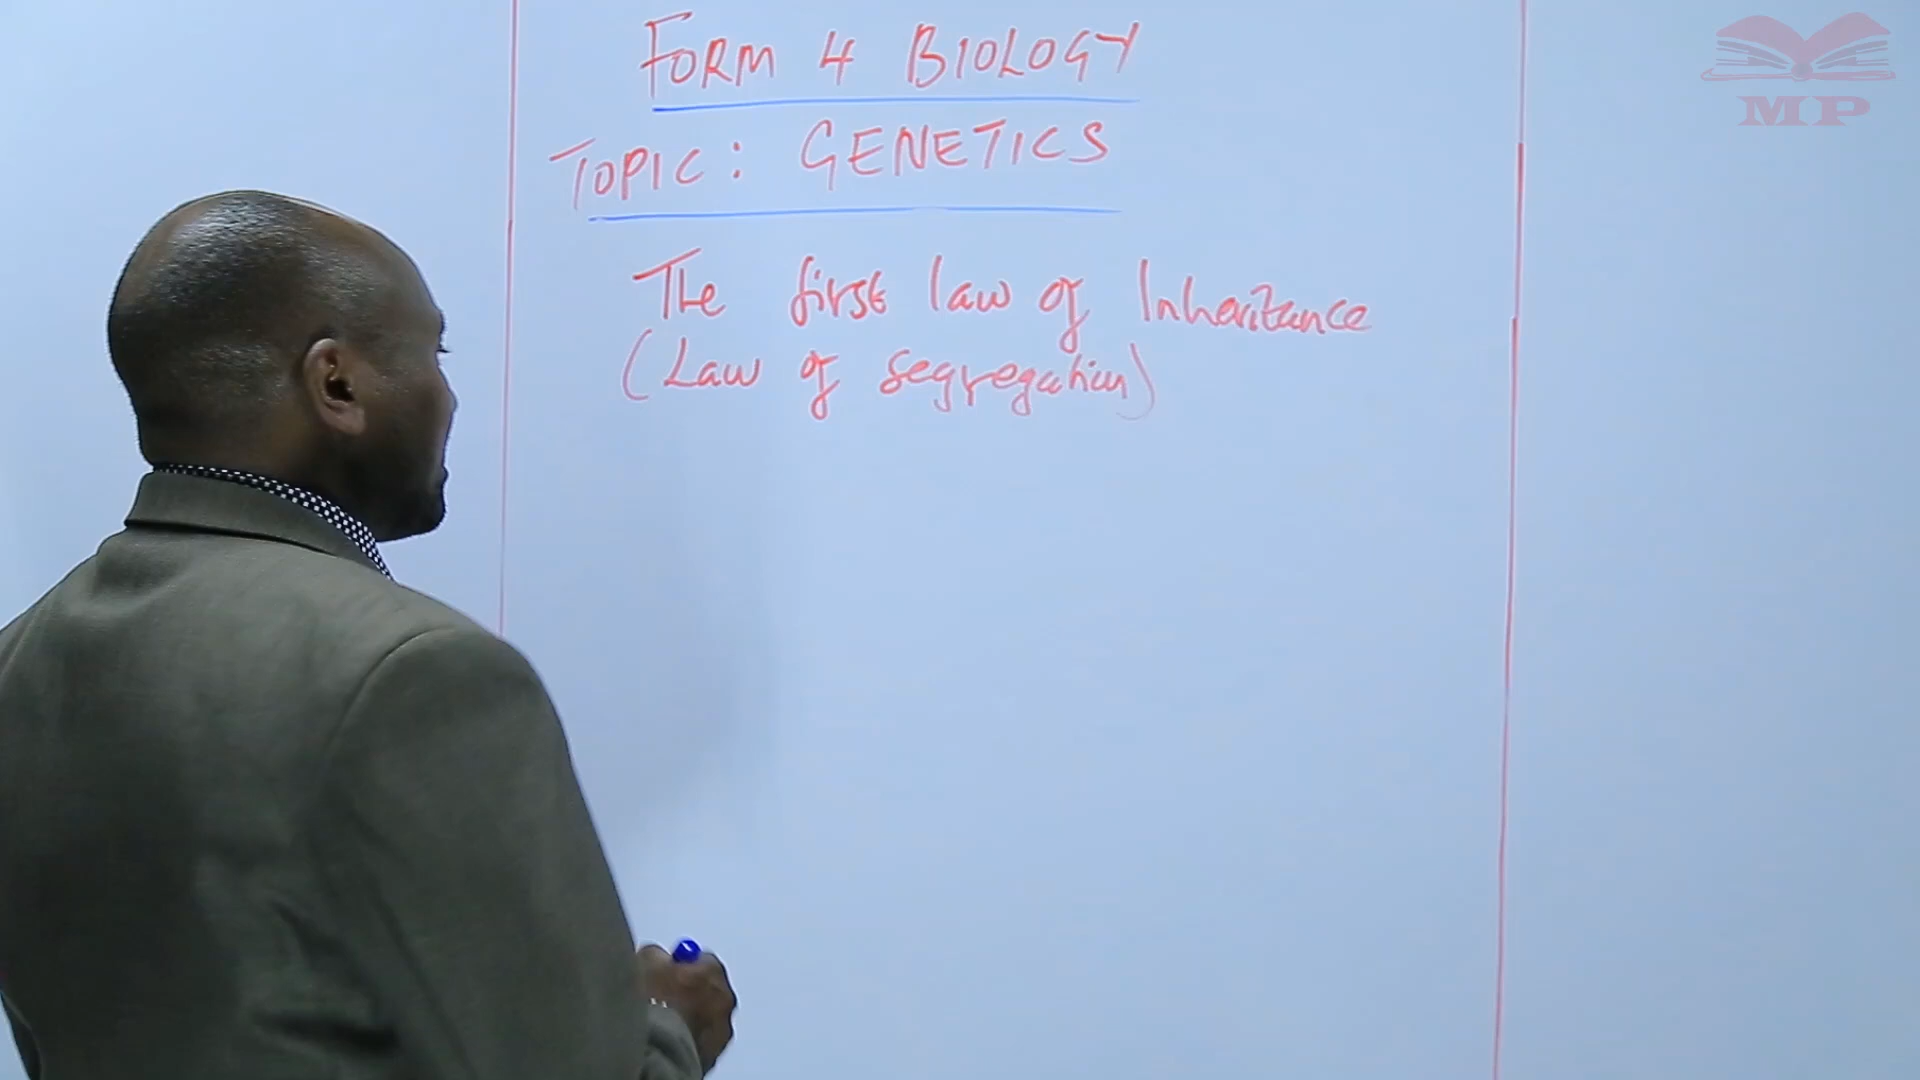 FORM 4 BIOLOGY
TOPIC: GENETICS
The first law of Inheritance
(Law of segregation)
MP